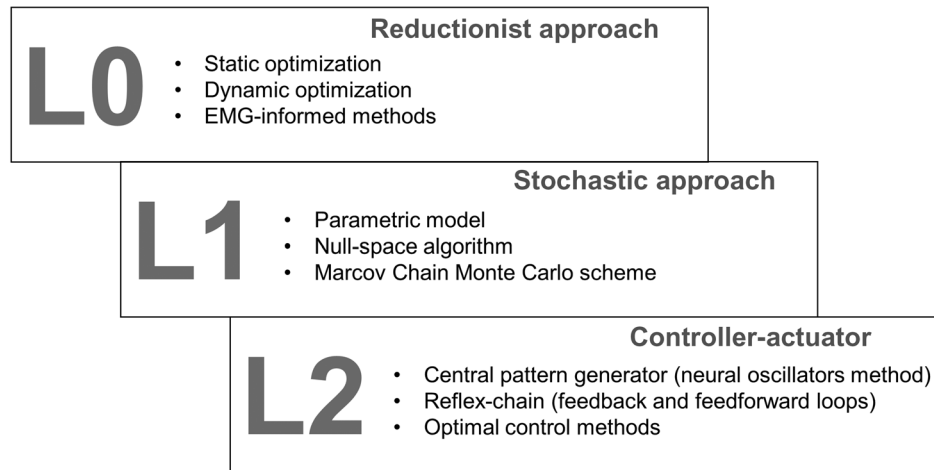 Reductionist approach
L0
• Static optimization
• Dynamic optimization
• EMG-informed methods
Stochastic approach
L1
• Parametric model
• Null-space algorithm
• Marcov Chain Monte Carlo scheme
Controller-actuator
L2
• Central pattern generator (neural oscillators method)
• Reflex-chain (feedback and feedforward loops)
• Optimal control methods